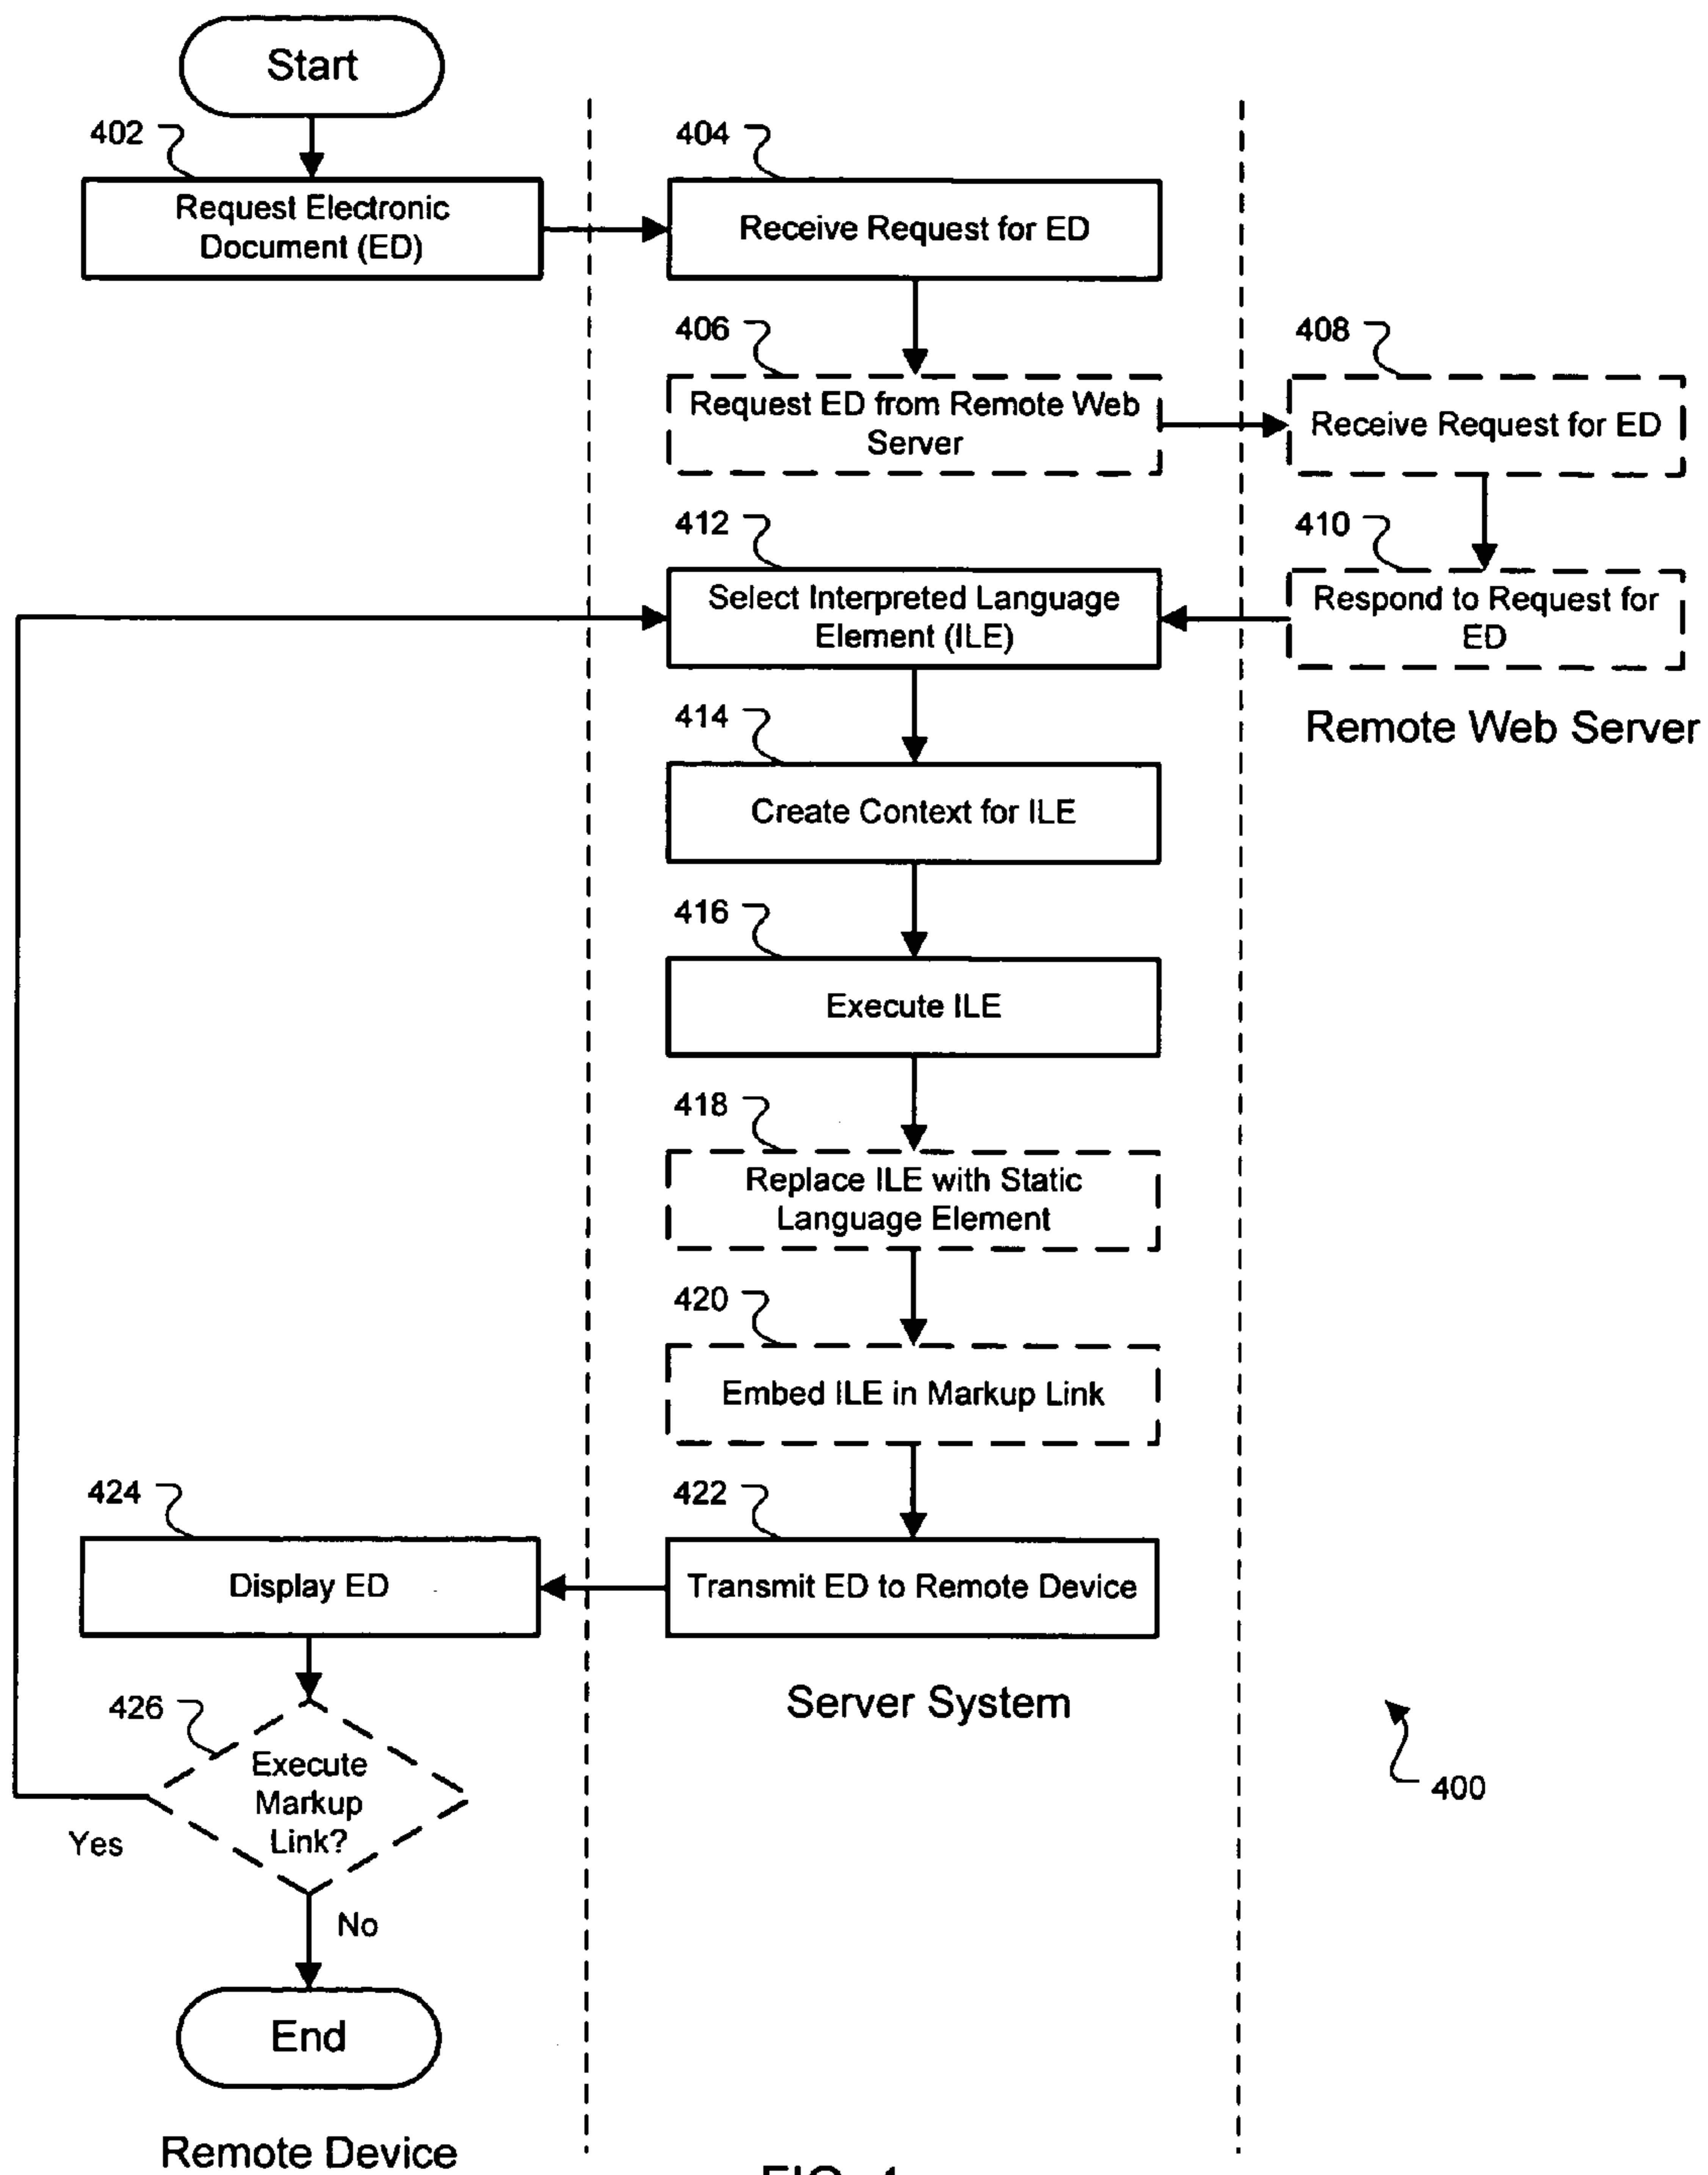 Start
402
Request Electronic
Document (ED)
404
Receive Request for ED
406
Request ED from Remote Web
Server
408
Receive Request for ED
410
Respond to Request for
ED
Remote Web Server
412
Select Interpreted Language
Element (ILE)
414
Create Context for ILE
416
Execute ILE
418
Replace ILE with Static
Language Element
420
Embed ILE in Markup Link
422
Transmit ED to Remote Device
Server System
424
Display ED
426
Execute
Markup
Link?
Yes
No
End
Remote Device
400